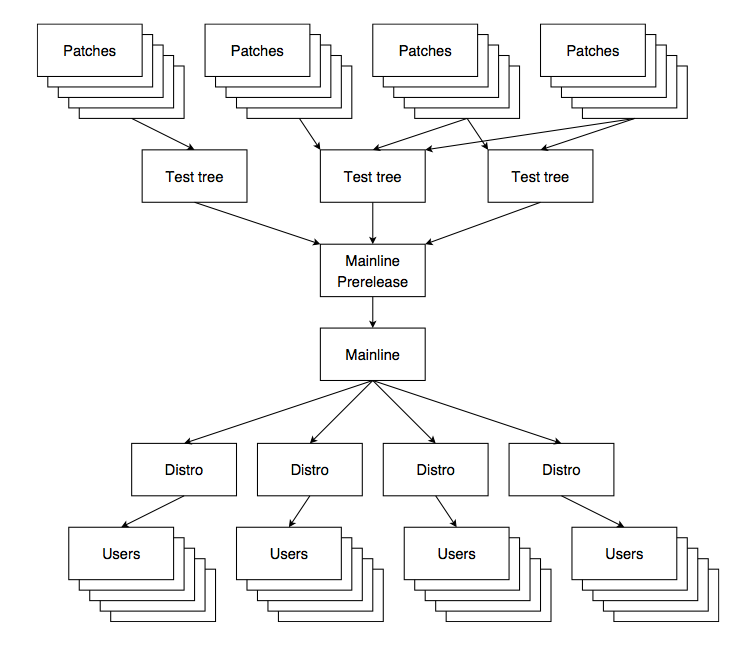 Patches
Patches
Patches
Patches
Test tree
Test tree
Test tree
Mainline
Prerelease
Mainline
Distro
Distro
Distro
Distro
Users
Users
Users
Users